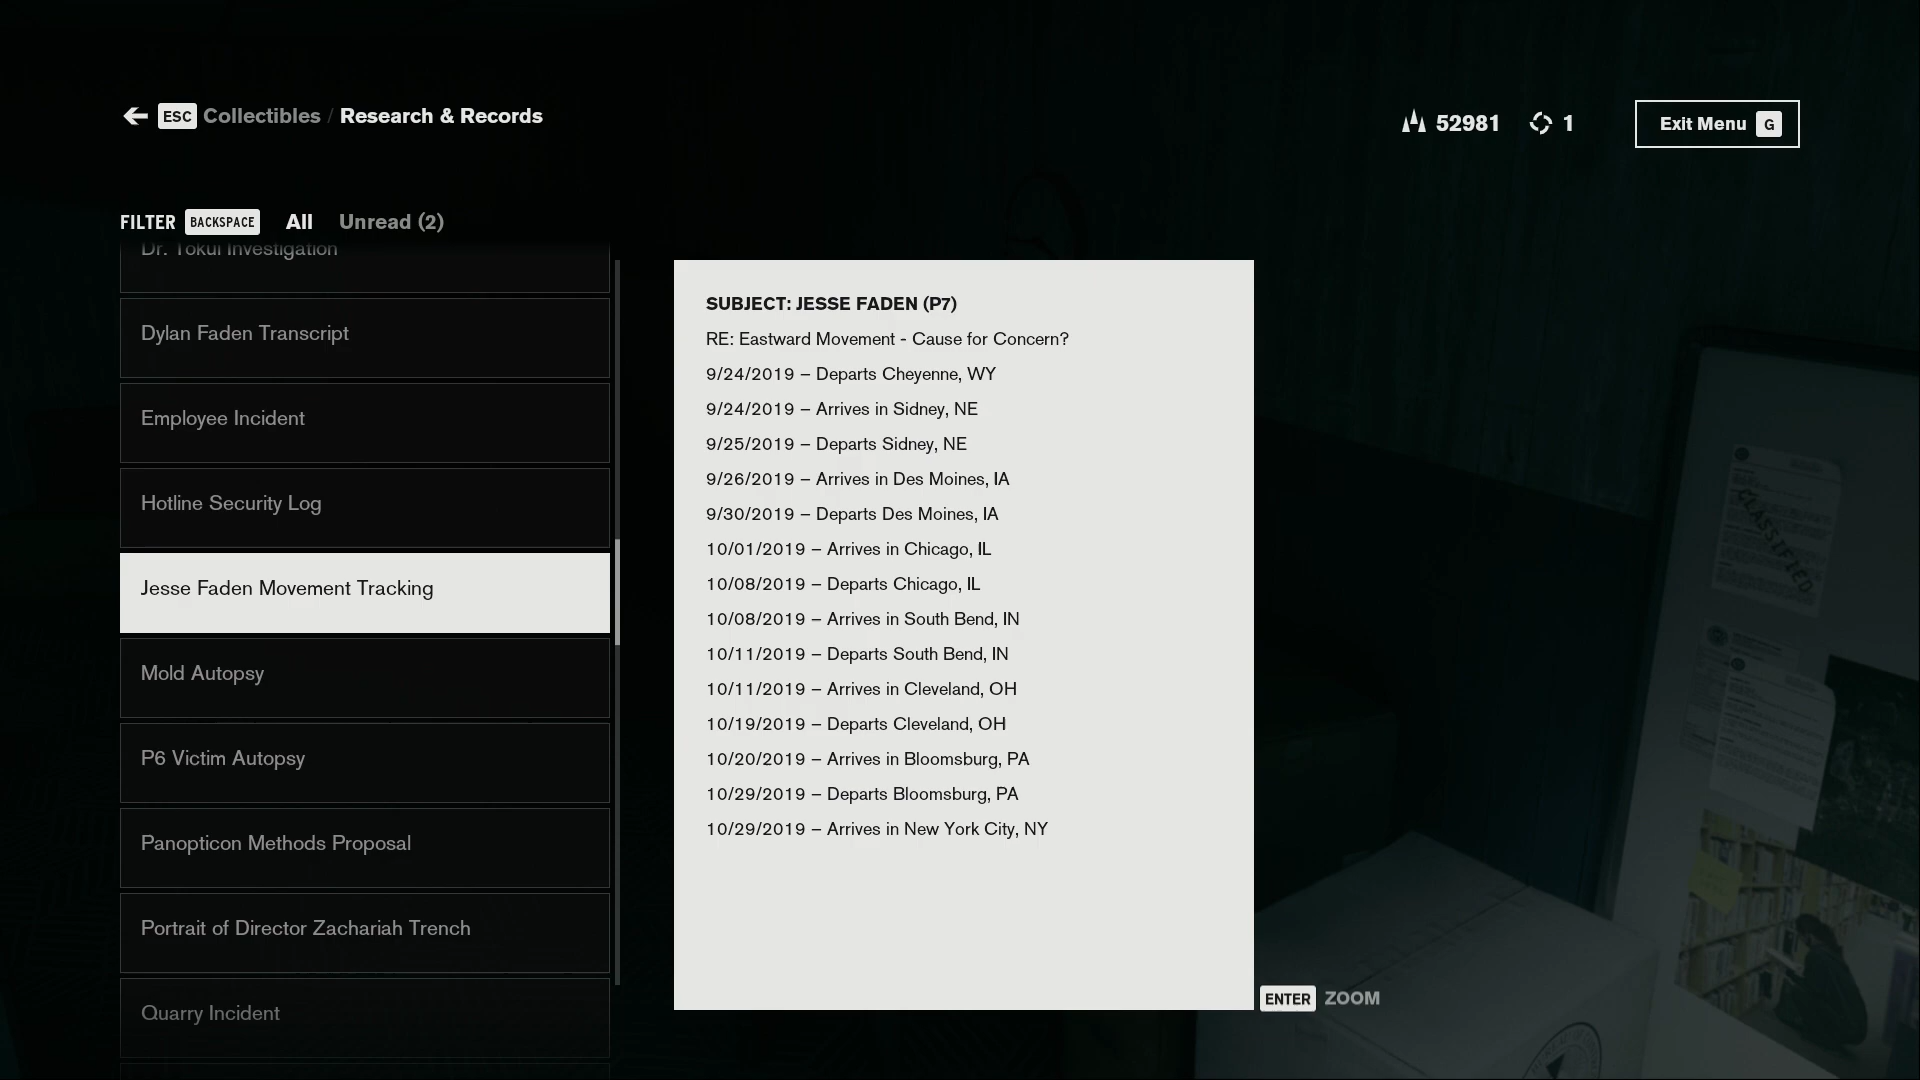 ESC Collectibles / Research & Records
52981
1
Exit Menu G
FILTER BACKSPACE All Unread (2)
Dr. Tokui Investigation
Dylan Faden Transcript
Employee Incident
Hotline Security Log
Jesse Faden Movement Tracking
Mold Autopsy
P6 Victim Autopsy
Panopticon Methods Proposal
Portrait of Director Zachariah Trench
Quarry Incident
SUBJECT: JESSE FADEN (P7)
RE: Eastward Movement - Cause for Concern?
9/24/2019 – Departs Cheyenne, WY
9/24/2019 – Arrives in Sidney, NE
9/25/2019 – Departs Sidney, NE
9/26/2019 – Arrives in Des Moines, IA
9/30/2019 – Departs Des Moines, IA
10/01/2019 – Arrives in Chicago, IL
10/08/2019 – Departs Chicago, IL
10/08/2019 – Arrives in South Bend, IN
10/11/2019 – Departs South Bend, IN
10/11/2019 – Arrives in Cleveland, OH
10/19/2019 – Departs Cleveland, OH
10/20/2019 – Arrives in Bloomsburg, PA
10/29/2019 – Departs Bloomsburg, PA
10/29/2019 – Arrives in New York City, NY
ENTER ZOOM
CLASSIFIED